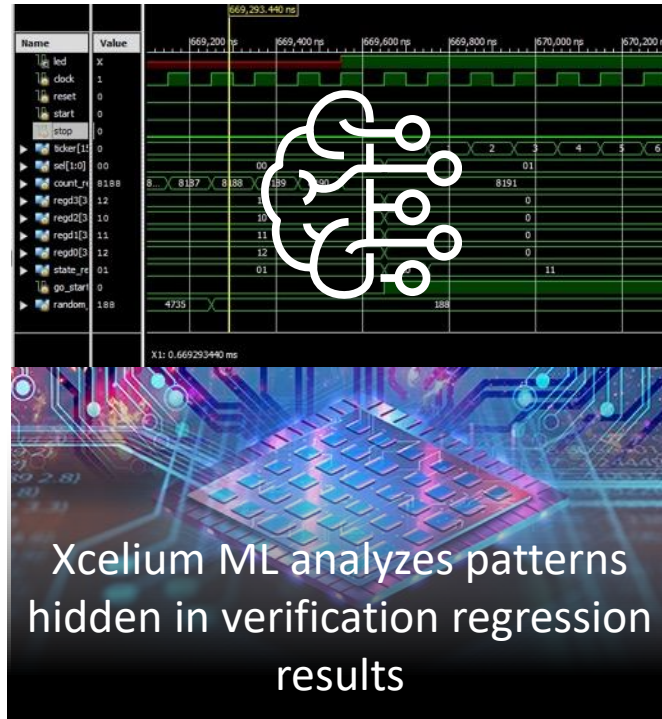 669,293.440 ns
Name Value
669,200 ns 669,400 ns 669,600 ns 669,800 ns 670,000 ns 670,200
led X
clock 1
reset 0
start 0
stop 0
ticker[15 0 1 2 3 4 5 6
sel[1:0] 00 00 01
count_re 8188 8... 8187 8188 8191
regd3[3 12 0
regd2[3 10 10 0
regd1[3 11 11 0
regd0[3 12 12 0
state_re 01 01 11
go_start 0
random_ 188 4735 188
X1: 0.669293440 ms
Xcelium ML analyzes patterns
hidden in verification regression
results